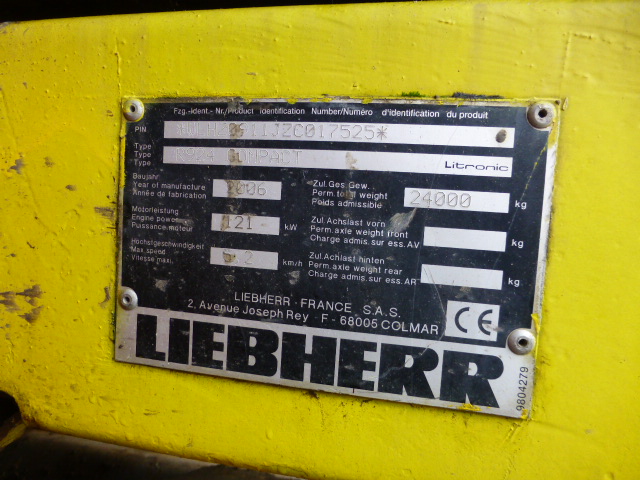 Fzg.-Ident.- Nr./Product Identification Number/Numéro d'identification du produit
PIN
Type
Type COMPACT Litronic
Type
Baujahr
Year of manufacture 2006
Année de fabrication
Zul.Ges.Gew.
Perm.total weight 24000 kg
Poids admissible
Motorleistung
Engine power 121 kW
Puissance moteur
Zul.Achslast vorn
Perm.axle weight front kg
Charge admis.sur ess.AV
Höchstgeschwindigkeit
Max.speed km/h
Vitesse maxi.
Zul.Achslast hinten
Perm.axle weight rear kg
Charge admis.sur ess.AR
LIEBHERR - FRANCE S.A.S.
2, Avenue Joseph Rey - F - 68005 COLMAR
CE
LIEBHERR
9804279